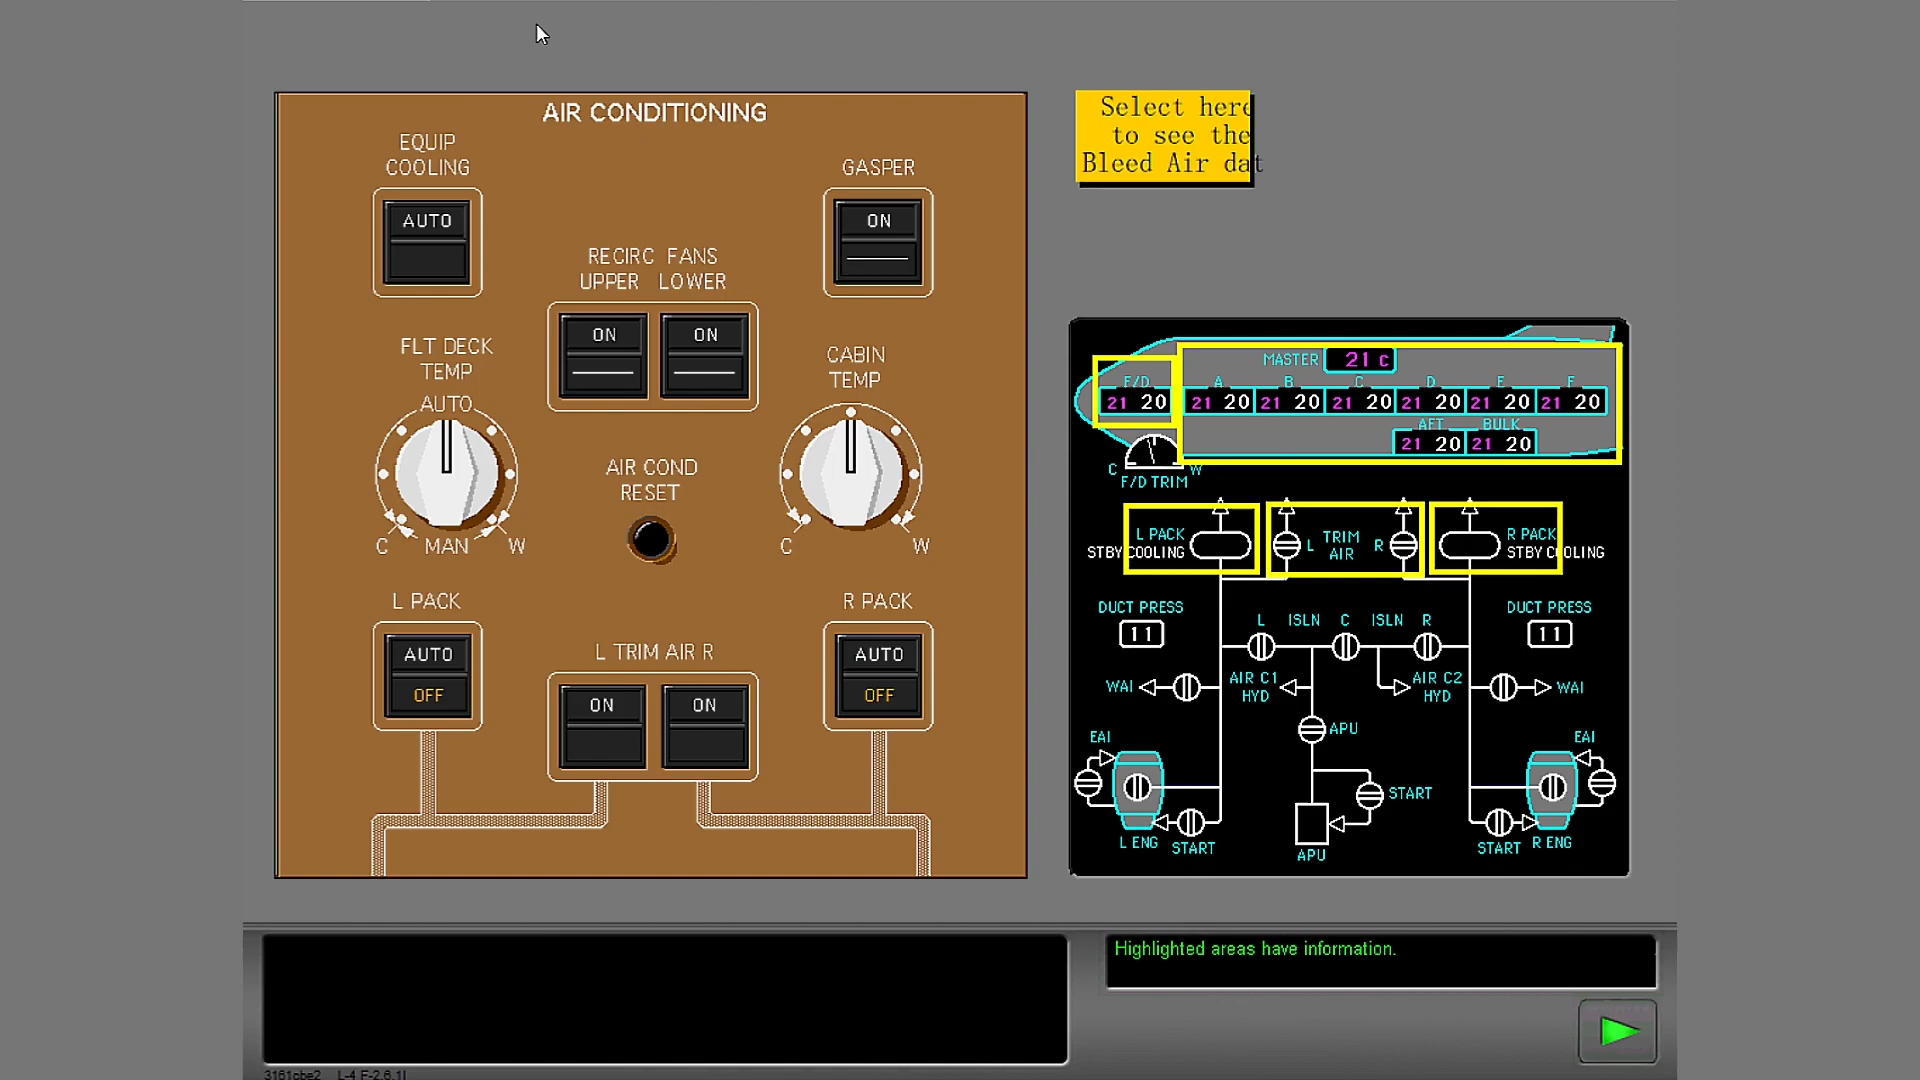 AIR CONDITIONING
EQUIP
COOLING
AUTO
GASPER
ON
RECIRC FANS
UPPER LOWER
ON ON
FLT DECK
TEMP
AUTO
C MAN W
CABIN
TEMP
C W
AIR COND
RESET
L PACK
AUTO
OFF
L TRIM AIR R
ON ON
R PACK
AUTO
OFF
Select here
to see the
Bleed Air dat
MASTER 21 C
F/D A B C D E F
21 20 21 20 21 20 21 20 21 20 21 20 21 20
AFT BULK
21 20 21 20
C W
F/D TRIM
L PACK
STBY COOLING
L TRIM AIR R
R PACK
STBY COOLING
DUCT PRESS
11
L ISLN C ISLN R
DUCT PRESS
11
WAI
AIR C1
HYD
AIR C2
HYD
WAI
APU
EAI
EAI
START
L ENG START
APU
START R ENG
Highlighted areas have information.
3161cbe2 L-4 F-2.6.1I